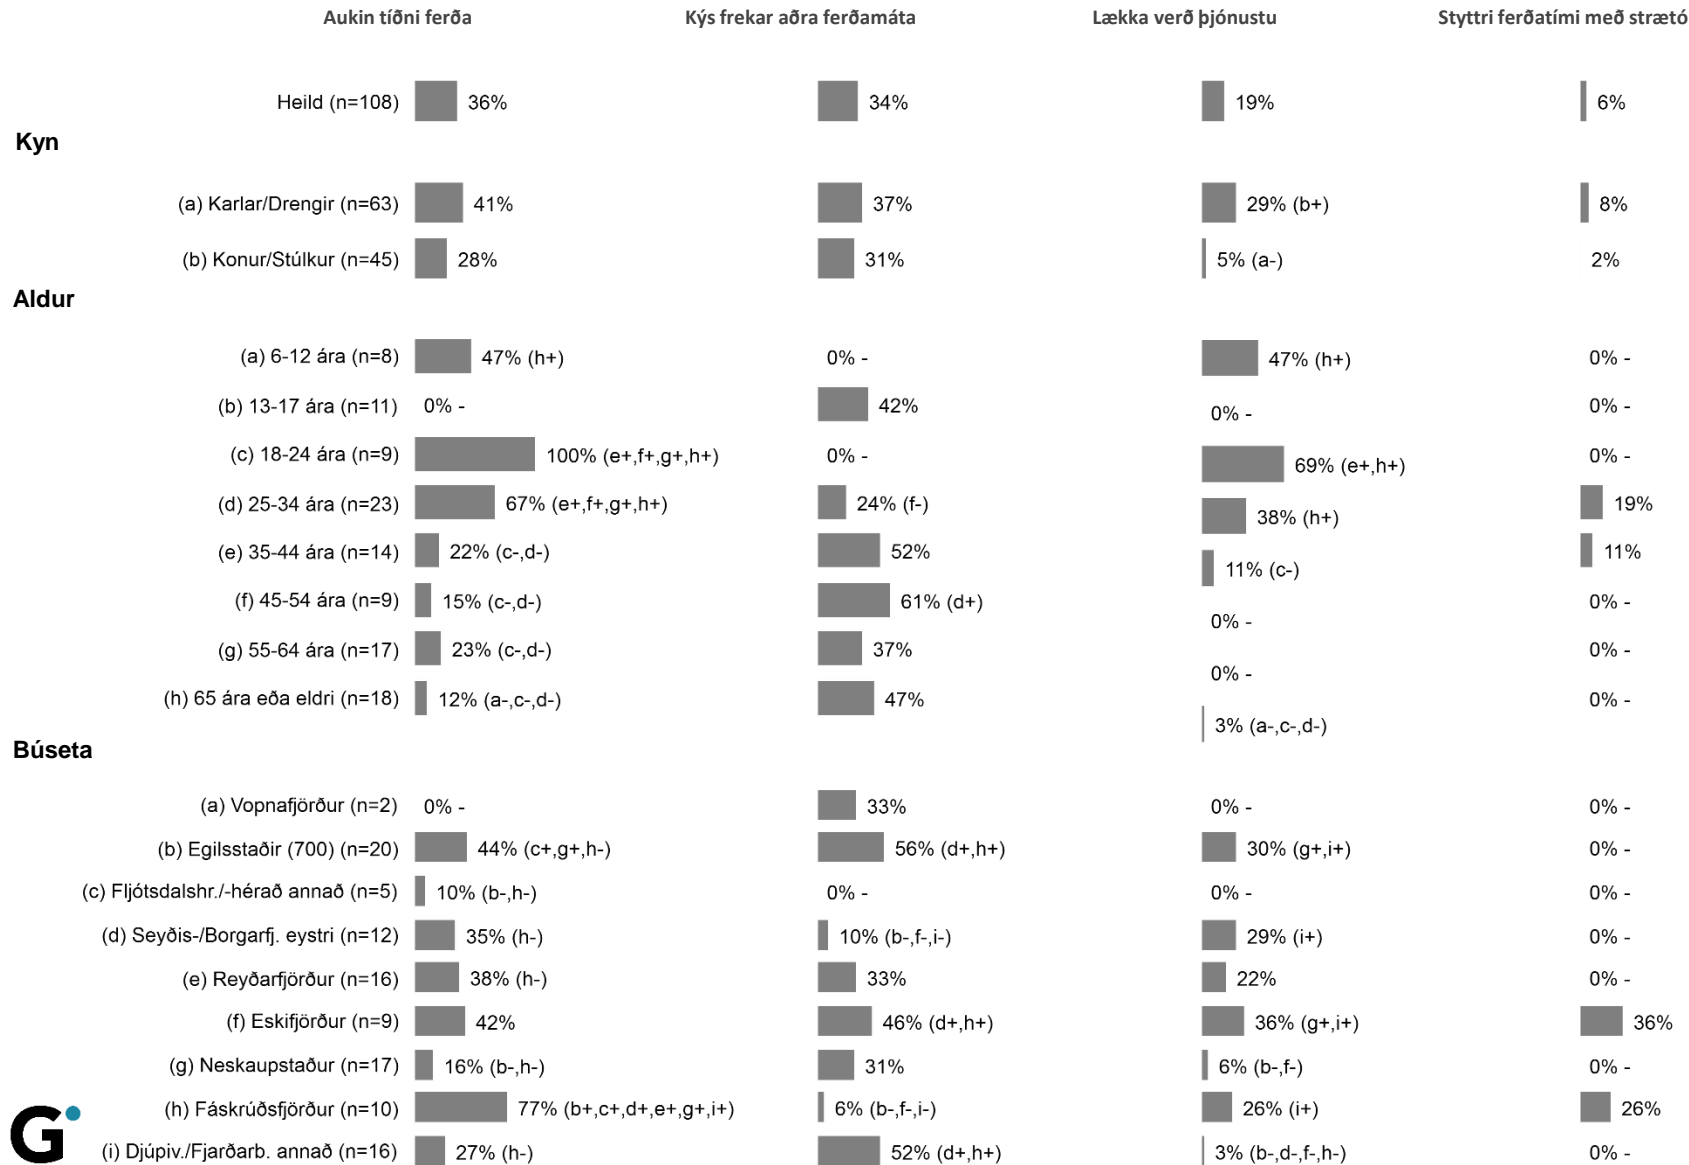 Aukin tíðni ferða Kýs frekar aðra ferðamáta Lækka verð þjónustu Styttri ferðatími með strætó
Heild (n=108) 36% 34% 19% 6%
Kyn
(a) Karlar/Drengir (n=63) 41% 37% 29% (b+) 8%
(b) Konur/Stúlkur (n=45) 28% 31% 5% (a-) 2%
Aldur
(a) 6-12 ára (n=8) 47% (h+) 0% - 47% (h+) 0% -
(b) 13-17 ára (n=11) 0% - 42% 0% - 0% -
(c) 18-24 ára (n=9) 100% (e+,f+,g+,h+) 0% - 69% (e+,h+) 0% -
(d) 25-34 ára (n=23) 67% (e+,f+,g+,h+) 24% (f-) 38% (h+) 19%
(e) 35-44 ára (n=14) 22% (c-,d-) 52% 11% (c-) 11%
(f) 45-54 ára (n=9) 15% (c-,d-) 61% (d+) 0% - 0% -
(g) 55-64 ára (n=17) 23% (c-,d-) 37% 0% - 0% -
(h) 65 ára eða eldri (n=18) 12% (a-,c-,d-) 47% 3% (a-,c-,d-) 0% -
Búseta
(a) Vopnafjörður (n=2) 0% - 33% 0% - 0% -
(b) Egilsstaðir (700) (n=20) 44% (c+,g+,h-) 56% (d+,h+) 30% (g+,i+) 0% -
(c) Fljótsdalshr./-hérað annað (n=5) 10% (b-,h-) 0% - 0% - 0% -
(d) Seyðis-/Borgarfj. eystri (n=12) 35% (h-) 10% (b-,f-,i-) 29% (i+) 0% -
(e) Reyðarfjörður (n=16) 38% (h-) 33% 22% 0% -
(f) Eskifjörður (n=9) 42% 46% (d+,h+) 36% (g+,i+) 36%
(g) Neskaupstaður (n=17) 16% (b-,h-) 31% 6% (b-,f-) 0% -
(h) Fáskrúðsfjörður (n=10) 77% (b+,c+,d+,e+,g+,i+) 6% (b-,f-,i-) 26% (i+) 26%
(i) Djúpiv./Fjarðarb. annað (n=16) 27% (h-) 52% (d+,h+) 3% (b-,d-,f-,h-) 0% -
G